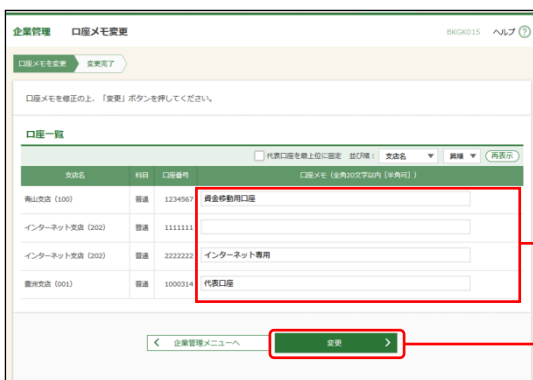 企業管理 口座メモ変更 BKGK015 ヘルプ ?
口座メモを変更 変更完了
口座メモを修正の上、「変更」ボタンを押してください。
口座一覧
代表口座を最上位に固定 並び順: 支店名 ▼ 昇順 ▼ 再表示
支店名 科目 口座番号 口座メモ(全角20文字以内[半角可])
青山支店(100) 普通 1234567 資金移動用口座
インターネット支店(202) 普通 1111111
インターネット支店(202) 普通 2222222 インターネット専用
豊洲支店(001) 普通 1000314 代表口座
企業管理メニューへ 変更